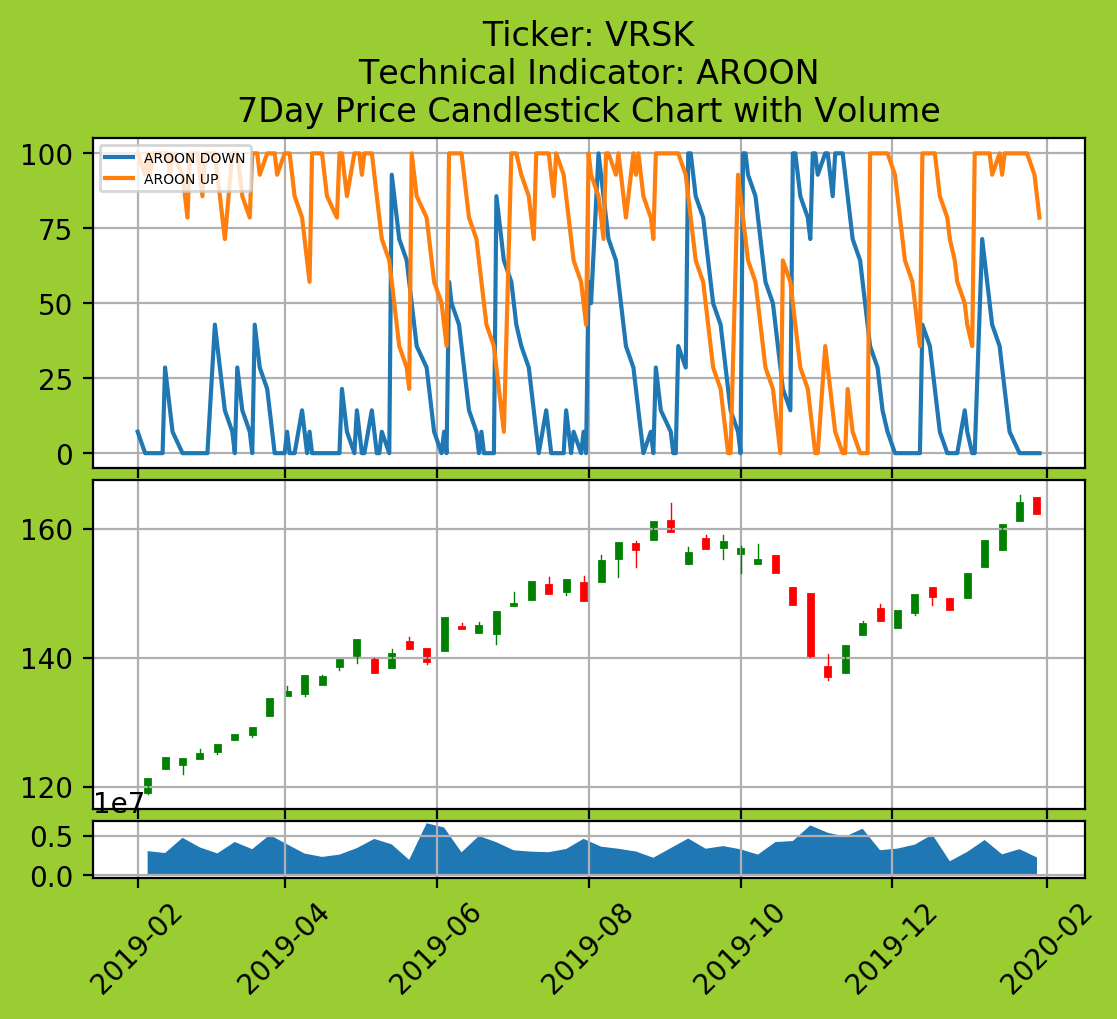 Ticker: VRSK
Technical Indicator: AROON
7Day Price Candlestick Chart with Volume
100
75
50
25
0
AROON DOWN
AROON UP
160
140
120
1e7
0.5
0.0
2019-02
2019-04
2019-06
2019-08
2019-10
2019-12
2020-02